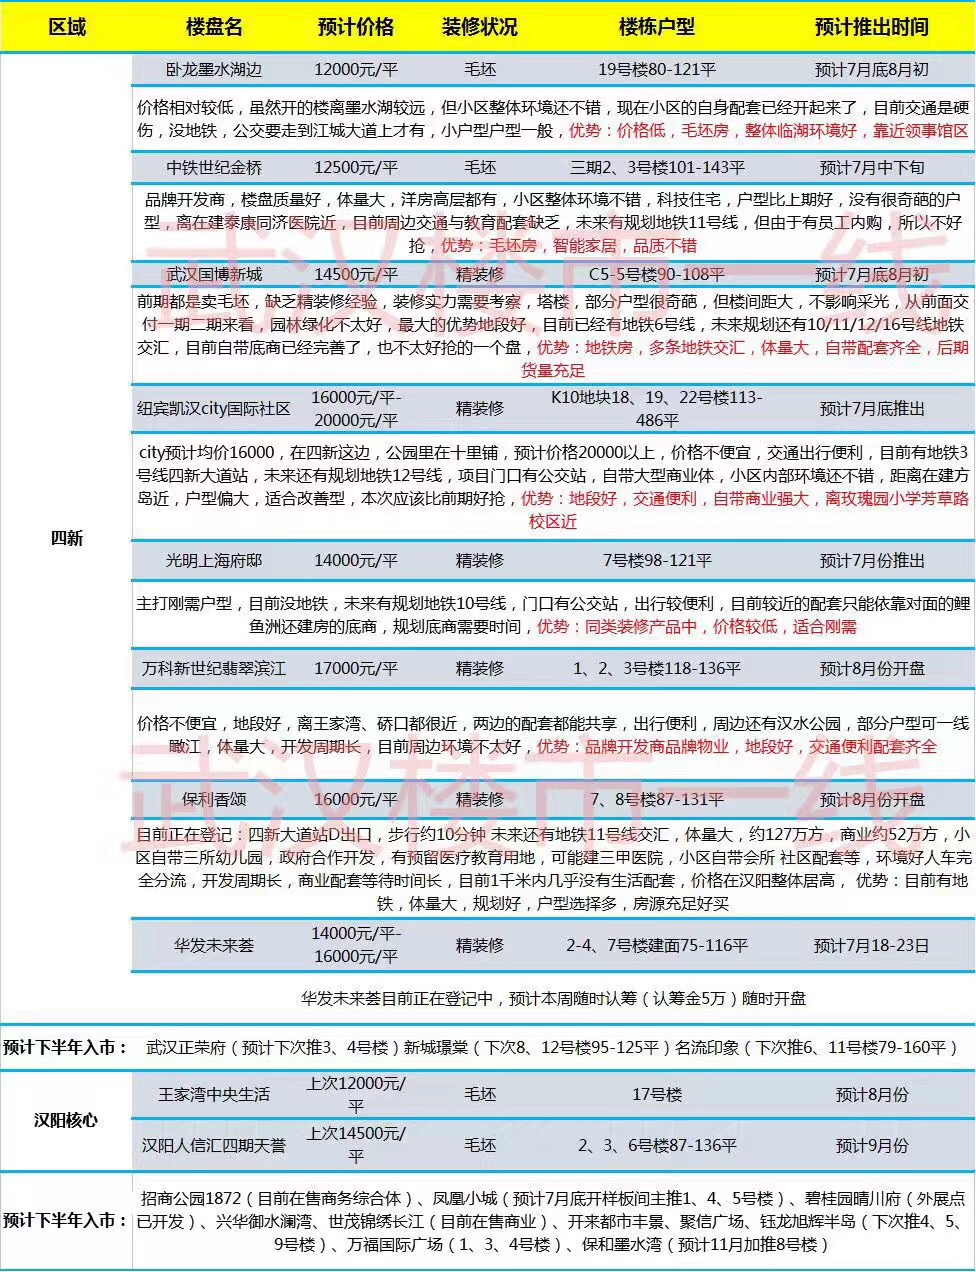 区域 楼盘名 预计价格 装修状况 楼栋户型 预计推出时间
卧龙墨水湖边 12000元/平 毛坯 19号楼80-121平 预计7月底8月初
价格相对较低，虽然开的楼离墨水湖较远，但小区整体环境还不错，现在小区的自身配套已经开起来了，目前交通是硬
伤，没地铁，公交要走到江城大道上才有，小户型户型一般，优势：价格低，毛坯房，整体临湖环境好，靠近领事馆区
中铁世纪金桥 12500元/平 毛坯 三期2、3号楼101-143平 预计7月中下旬
品牌开发商，楼盘质量好，体量大，洋房高层都有，小区整体环境不错，科技住宅，户型比上期好，没有很奇葩的户
型，离在建泰康同济医院近，目前周边交通与教育配套缺乏，未来有规划地铁11号线，但由于有员工内购，所以不好
抢，优势：毛坯房，智能家居，品质不错
武汉国博新城 14500元/平 精装修 C5-5号楼90-108平 预计7月底8月初
前期都是卖毛坯，缺乏精装修经验，装修实力需要考察，塔楼，部分户型很奇葩，但楼间距大，不影响采光，从前面交
付一期二期来看，园林绿化不太好，最大的优势地段好，目前已经有地铁6号线，未来规划还有10/11/12/16号线地铁
交汇，目前自带底商已经完善了，也不太好抢的一个盘，优势：地铁房，多条地铁交汇，体量大，自带配套齐全，后期
货量充足
纽宾凯汉city国际社区 16000元/平-
20000元/平 精装修 K10地块18、19、22号楼113-
486平 预计7月底推出
city预计均价16000，在四新这边，公园里在十里铺，预计价格20000以上，价格不便宜，交通出行便利，目前有地铁3
号线四新大道站，未来还有规划地铁12号线，项目门口有公交站，自带大型商业体，小区内部环境还不错，距离在建方
岛近，户型偏大，适合改善型，本次应该比前期好抢，优势：地段好，交通便利，自带商业强大，离玫瑰园小学芳草路
校区近
四新
光明上海府邸 14000元/平 精装修 7号楼98-121平 预计7月份推出
主打刚需户型，目前没地铁，未来有规划地铁10号线，门口有公交站，出行较便利，目前较近的配套只能依靠对面的鲤
鱼洲还建房的底商，规划底商需要时间，优势：同类装修产品中，价格较低，适合刚需
万科新世纪翡翠滨江 17000元/平 精装修 1、2、3号楼118-136平 预计8月份开盘
价格不便宜，地段好，离王家湾、硚口都很近，两边的配套都能共享，出行便利，周边还有汉水公园，部分户型可一线
瞰江，体量大，开发周期长，目前周边环境不太好，优势：品牌开发商品牌物业，地段好，交通便利配套齐全
保利香颂 16000元/平 精装修 7、8号楼87-131平 预计8月份开盘
目前正在登记：四新大道站D出口，步行约10分钟 未来还有地铁11号线交汇，体量大，约127万方，商业约52万方，小
区自带三所幼儿园，政府合作开发，有预留医疗教育用地，可能建三甲医院，小区自带会所 社区配套等，环境好人车完
全分流，开发周期长，商业配套等待时间长，目前1千米内几乎没有生活配套，价格在汉阳整体居高， 优势：目前有地
铁，体量大，规划好，户型选择多，房源充足好买
华发未来荟 14000元/平-
16000元/平 精装修 2-4、7号楼建面75-116平 预计7月18-23日
华发未来荟目前正在登记中，预计本周随时认筹（认筹金5万）随时开盘
预计下半年入市： 武汉正荣府（预计下次推3、4号楼）新城璟棠（下次8、12号楼95-125平）名流印象（下次推6、11号楼79-160平）
汉阳核心
王家湾中央生活 上次12000元/
平 毛坯 17号楼 预计8月份
汉阳人信汇四期天誉 上次14500元/
平 毛坯 2、3、6号楼87-136平 预计9月份
预计下半年入市：
招商公园1872（目前在售商务综合体）、凤凰小城（预计7月底开样板间主推1、4、5号楼）、碧桂园晴川府（外展点
已开发）、兴华御水澜湾、世茂锦绣长江（目前在售商业）、开来都市丰景、聚信广场、钰龙旭辉半岛（下次推4、5、
9号楼）、万福国际广场（1、3、4号楼）、保和墨水湾（预计11月加推8号楼）
武汉楼市一线
武汉楼市一线